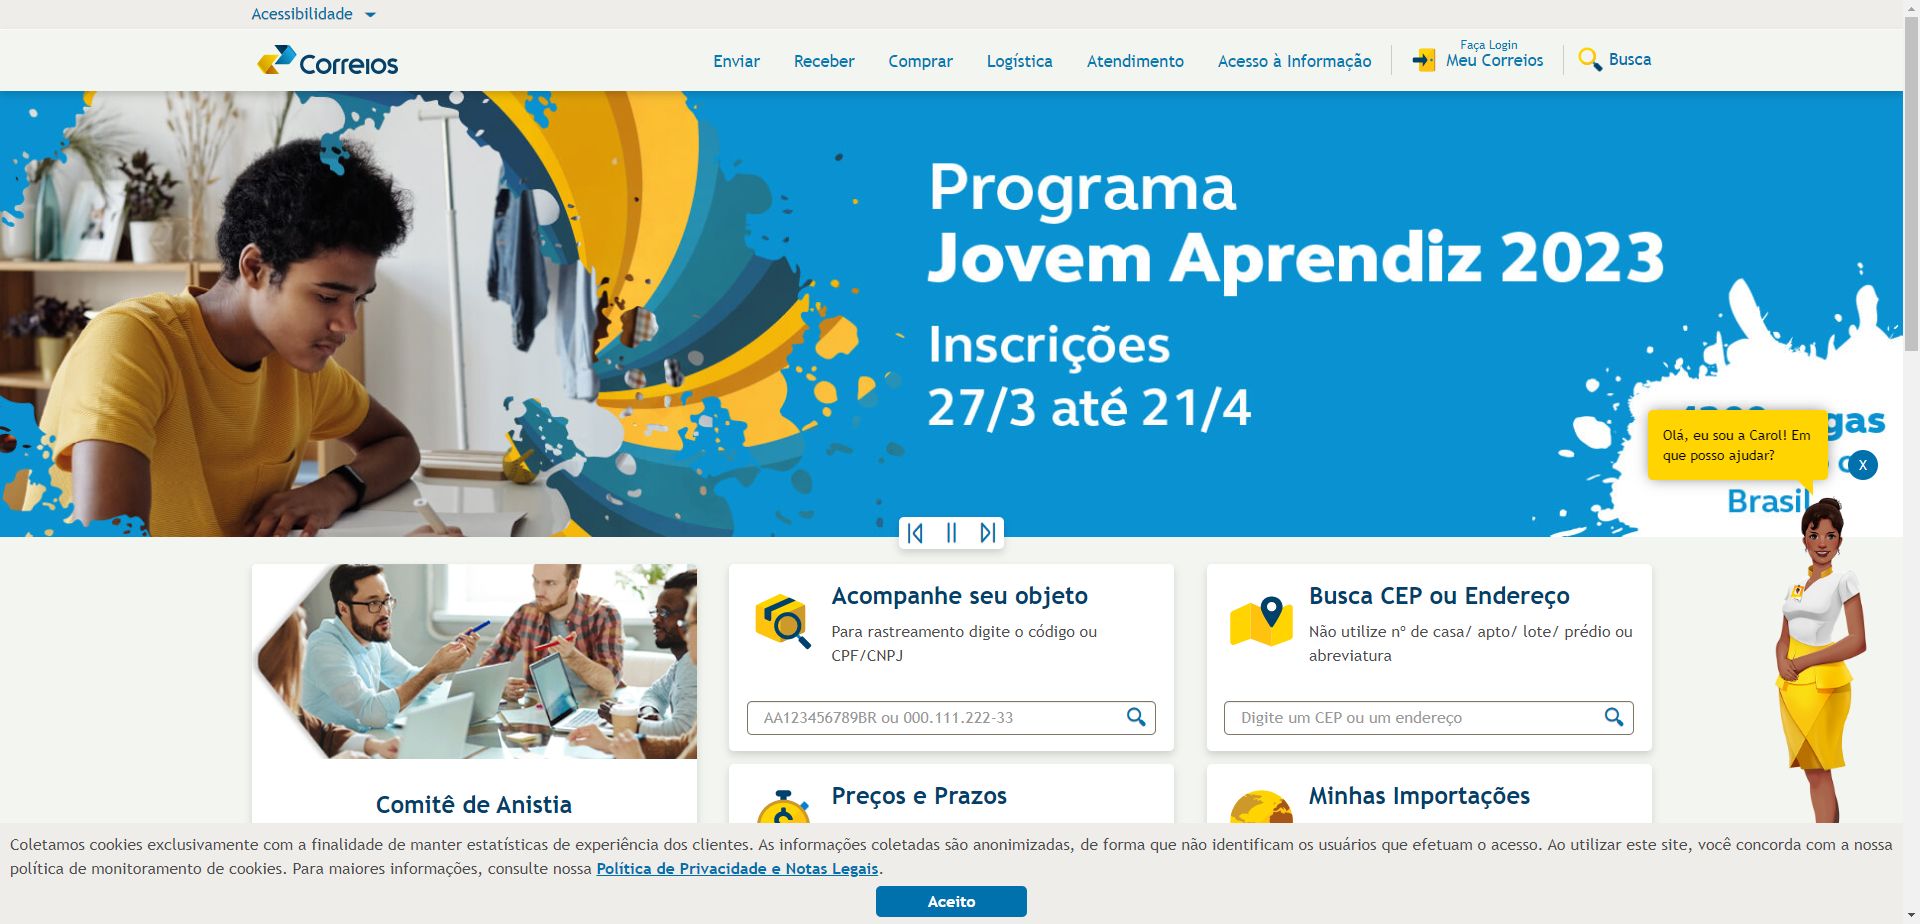 Acessibilidade
Correios
Enviar
Receber
Comprar
Logística
Atendimento
Acesso à Informação
Faça Login
Meu Correios
Busca
Programa
Jovem Aprendiz 2023
Inscrições
27/3 até 21/4
Brasil
Olá, eu sou a Carol! Em
que posso ajudar?
X
Comitê de Anistia
Acompanhe seu objeto
Para rastreamento digite o código ou
CPF/CNPJ
AA123456789BR ou 000.111.222-33
Busca CEP ou Endereço
Não utilize nº de casa/ apto/ lote/ prédio ou
abreviatura
Digite um CEP ou um endereço
Preços e Prazos
Minhas Importações
Coletamos cookies exclusivamente com a finalidade de manter estatísticas de experiência dos clientes. As informações coletadas são anonimizadas, de forma que não identificam os usuários que efetuam o acesso. Ao utilizar este site, você concorda com a nossa
política de monitoramento de cookies. Para maiores informações, consulte nossa Política de Privacidade e Notas Legais.
Aceito